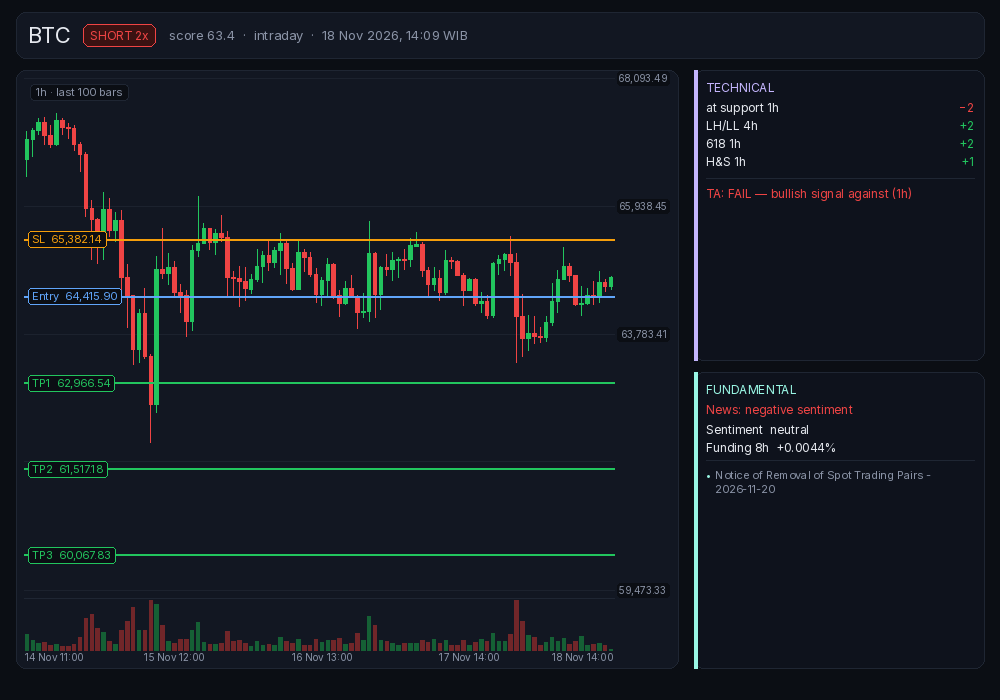 BTC SHORT 2x score 63.4 · intraday · 18 Nov 2026, 14:09 WIB
1h · last 100 bars
68,093.49
65,938.45
SL 65,382.14
Entry 64,415.90
63,783.41
TP1 62,966.54
TP2 61,517.18
TP3 60,067.83
59,473.33
14 Nov 11:00 15 Nov 12:00 16 Nov 13:00 17 Nov 14:00 18 Nov 14:00
TECHNICAL
at support 1h −2
LH/LL 4h +2
618 1h +2
H&S 1h +1
TA: FAIL — bullish signal against (1h)
FUNDAMENTAL
News: negative sentiment
Sentiment neutral
Funding 8h +0.0044%
• Notice of Removal of Spot Trading Pairs -
2026-11-20